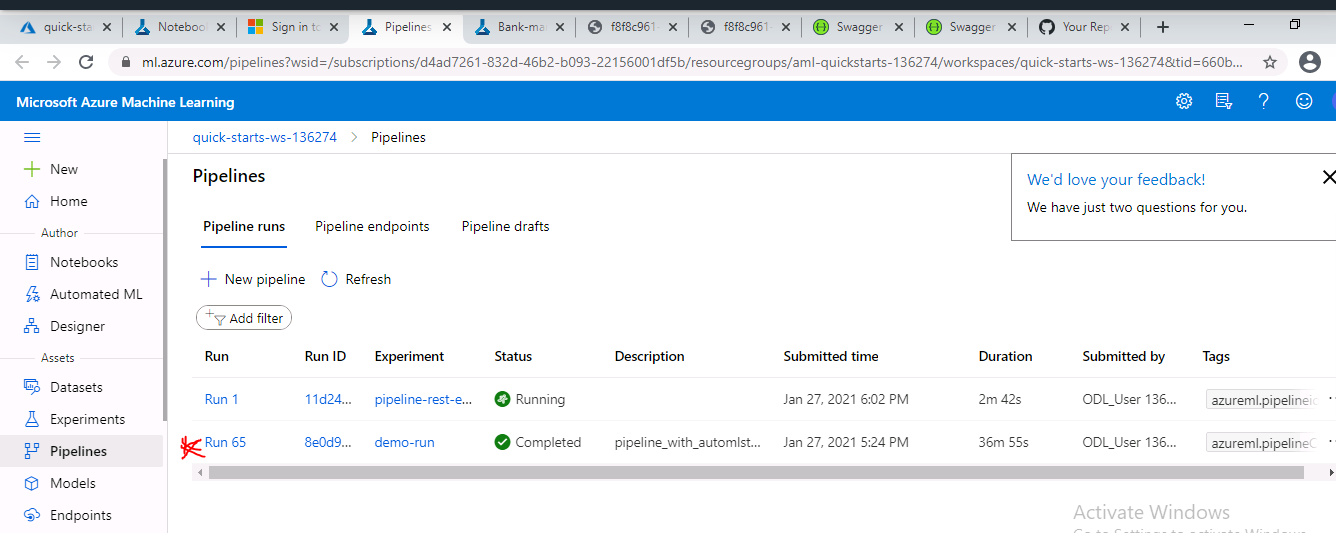 quick-sta
Noteboo
Sign in to
Pipelines
Bank-ma
f8f8c961-
f8f8c961-
Swagger
Swagger
Your Rep
ml.azure.com/pipelines?wsid=/subscriptions/d4ad7261-832d-46b2-b093-22156001df5b/resourcegroups/aml-quickstarts-136274/workspaces/quick-starts-ws-136274&tid=660b...
Microsoft Azure Machine Learning
New
Home
Author
Notebooks
Automated ML
Designer
Assets
Datasets
Experiments
Pipelines
Models
Endpoints
quick-starts-ws-136274 > Pipelines
Pipelines
We'd love your feedback!
We have just two questions for you.
Pipeline runs Pipeline endpoints Pipeline drafts
New pipeline Refresh
Add filter
Run Run ID Experiment Status Description Submitted time Duration Submitted by Tags
Run 1 11d24... pipeline-rest-e... Running Jan 27, 2021 6:02 PM 2m 42s ODL_User 136... azureml.pipelineid
Run 65 8e0d9... demo-run Completed pipeline_with_automlst... Jan 27, 2021 5:24 PM 36m 55s ODL_User 136... azureml.pipelineC
Activate Windows
Go to Settings to activate Windows.